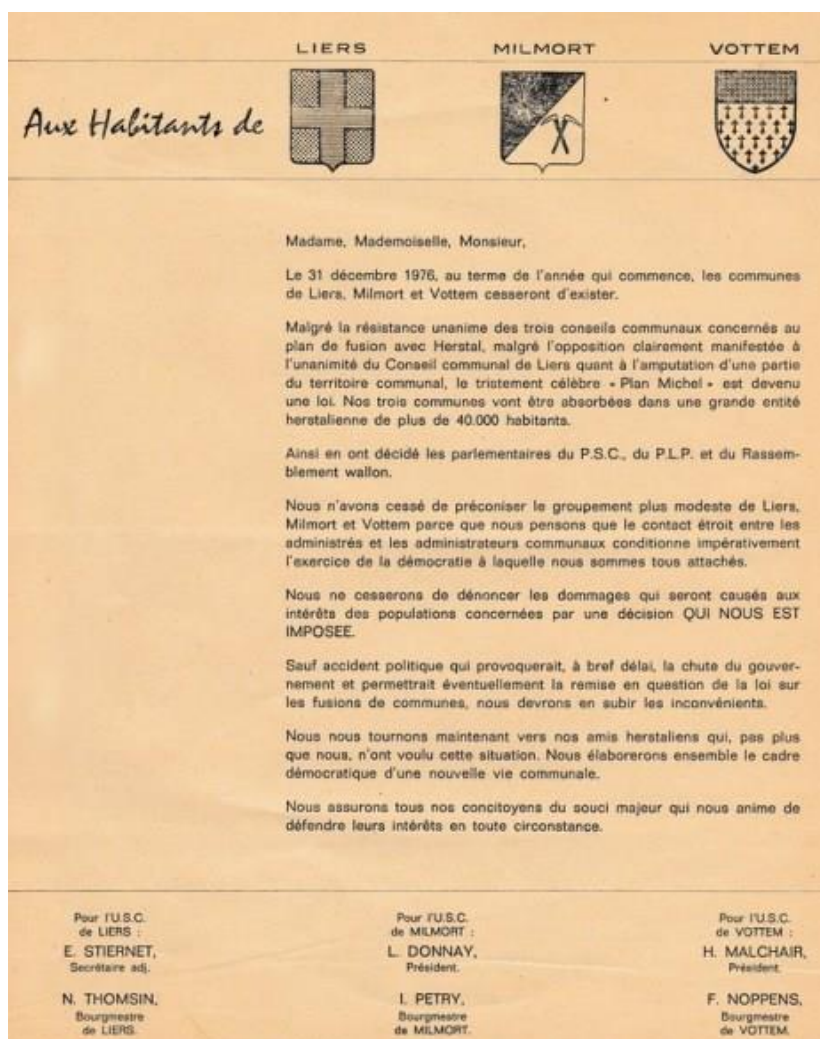 LIERS MILMORT VOTTEM
Aux Habitants de
Madame, Mademoiselle, Monsieur,
Le 31 décembre 1976, au terme de l'année qui commence, les communes
de Liers, Milmort et Vottem cesseront d'exister.
Malgré la résistance unanime des trois conseils communaux concernés au
plan de fusion avec Herstal, malgré l'opposition clairement manifestée à
l'unanimité du Conseil communal de Liers quant à l'amputation d'une partie
du territoire communal, le tristement célèbre « Plan Michel » est devenu
une loi. Nos trois communes vont être absorbées dans une grande entité
herstalienne de plus de 40.000 habitants.
Ainsi en ont décidé les parlementaires du P.S.C., du P.L.P. et du Rassem-
blement wallon.
Nous n'avons cessé de préconiser le groupement plus modeste de Liers,
Milmort et Vottem parce que nous pensons que le contact étroit entre les
administrés et les administrateurs communaux conditionne impérativement
l'exercice de la démocratie à laquelle nous sommes tous attachés.
Nous ne cesserons de dénoncer les dommages qui seront causés aux
intérêts des populations concernées par une décision QUI NOUS EST
IMPOSEE.
Sauf accident politique qui provoquerait, à bref délai, la chute du gouver-
nement et permettrait éventuellement la remise en question de la loi sur
les fusions de communes, nous devrons en subir les inconvénients.
Nous nous tournons maintenant vers nos amis herstaliens qui, pas plus
que nous, n'ont voulu cette situation. Nous élaborerons ensemble le cadre
démocratique d'une nouvelle vie communale.
Nous assurons tous nos concitoyens du souci majeur qui nous anime de
défendre leurs intérêts en toute circonstance.
Pour l'U.S.C.
de LIERS :
E. STIERNET,
Secrétaire adj.
N. THOMSIN,
Bourgmestre
de LIERS.
Pour l'U.S.C.
de MILMORT :
L. DONNAY,
Président.
I. PETRY,
Bourgmestre
de MILMORT.
Pour l'U.S.C.
de VOTTEM :
H. MALCHAIR,
Président.
F. NOPPENS,
Bourgmestre
de VOTTEM.